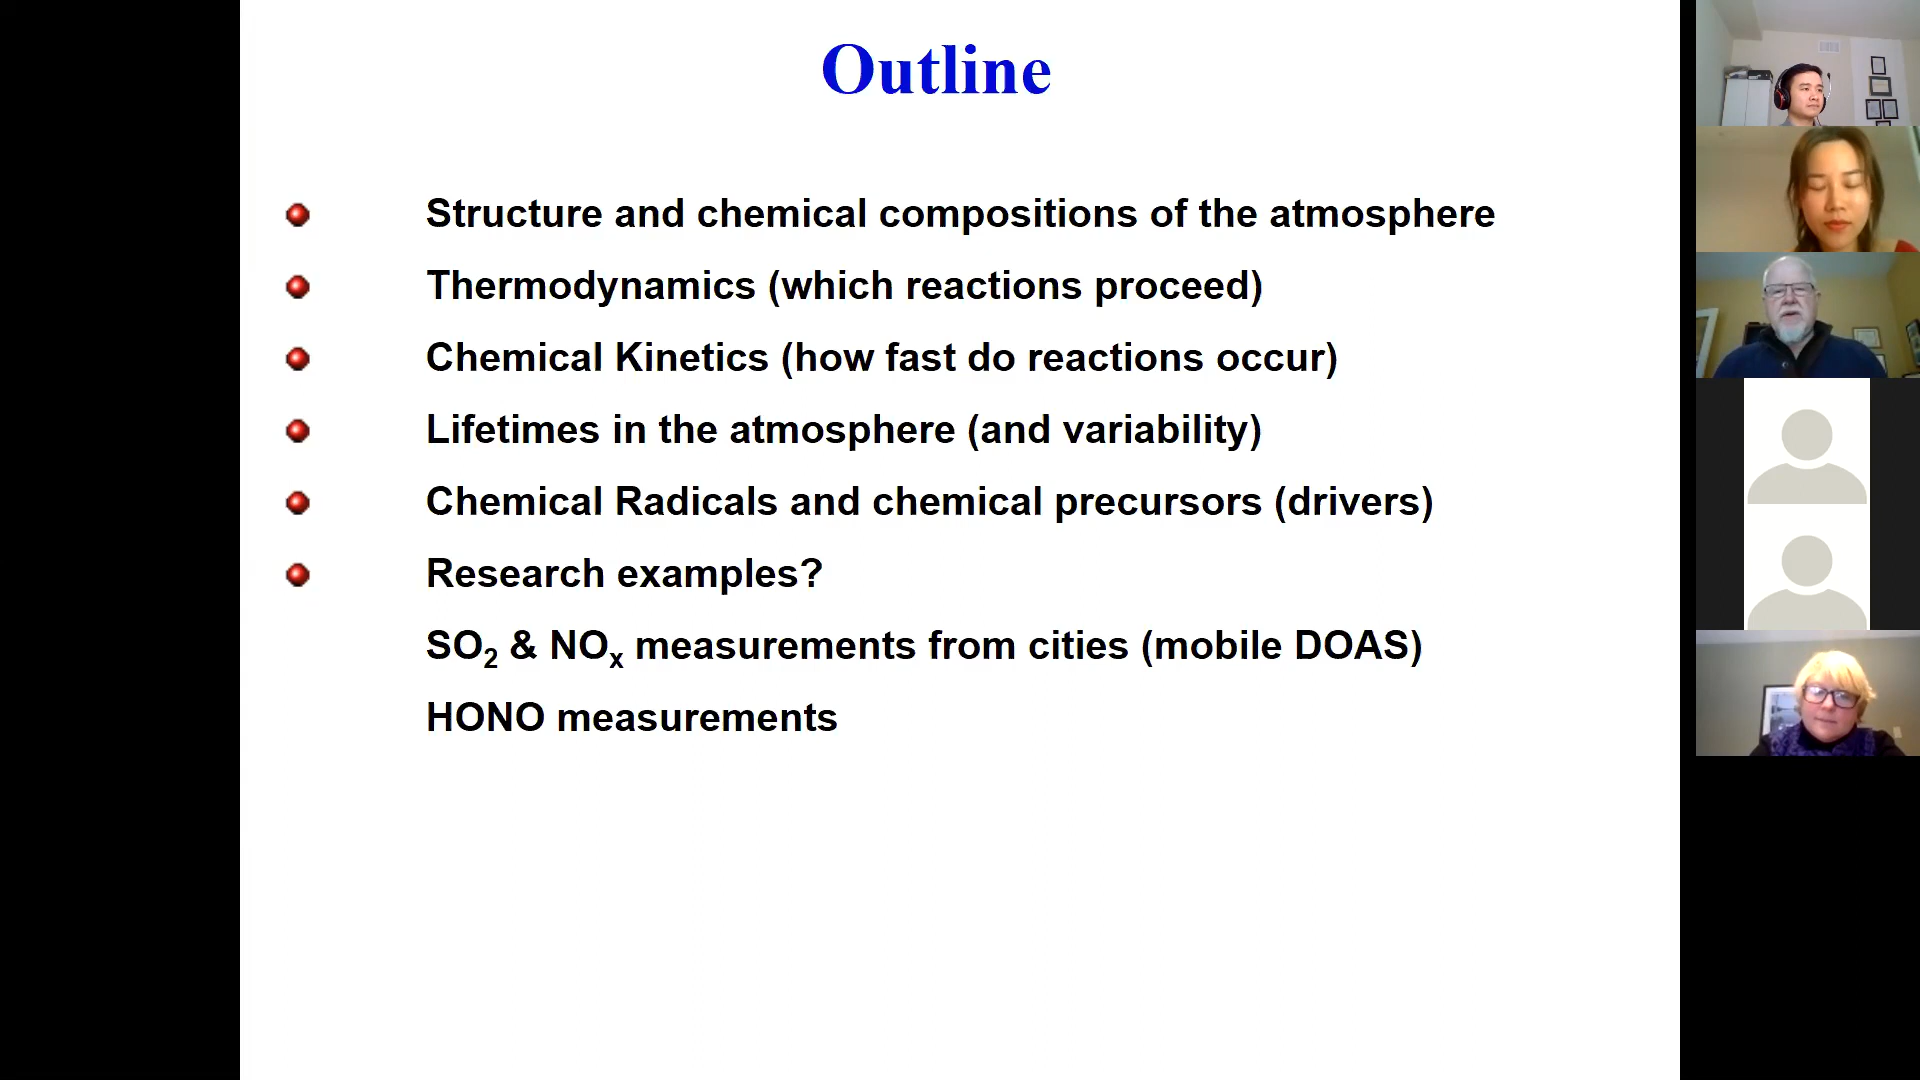 Outline
Structure and chemical compositions of the atmosphere
Thermodynamics (which reactions proceed)
Chemical Kinetics (how fast do reactions occur)
Lifetimes in the atmosphere (and variability)
Chemical Radicals and chemical precursors (drivers)
Research examples?
SO₂ & NOₓ measurements from cities (mobile DOAS)
HONO measurements